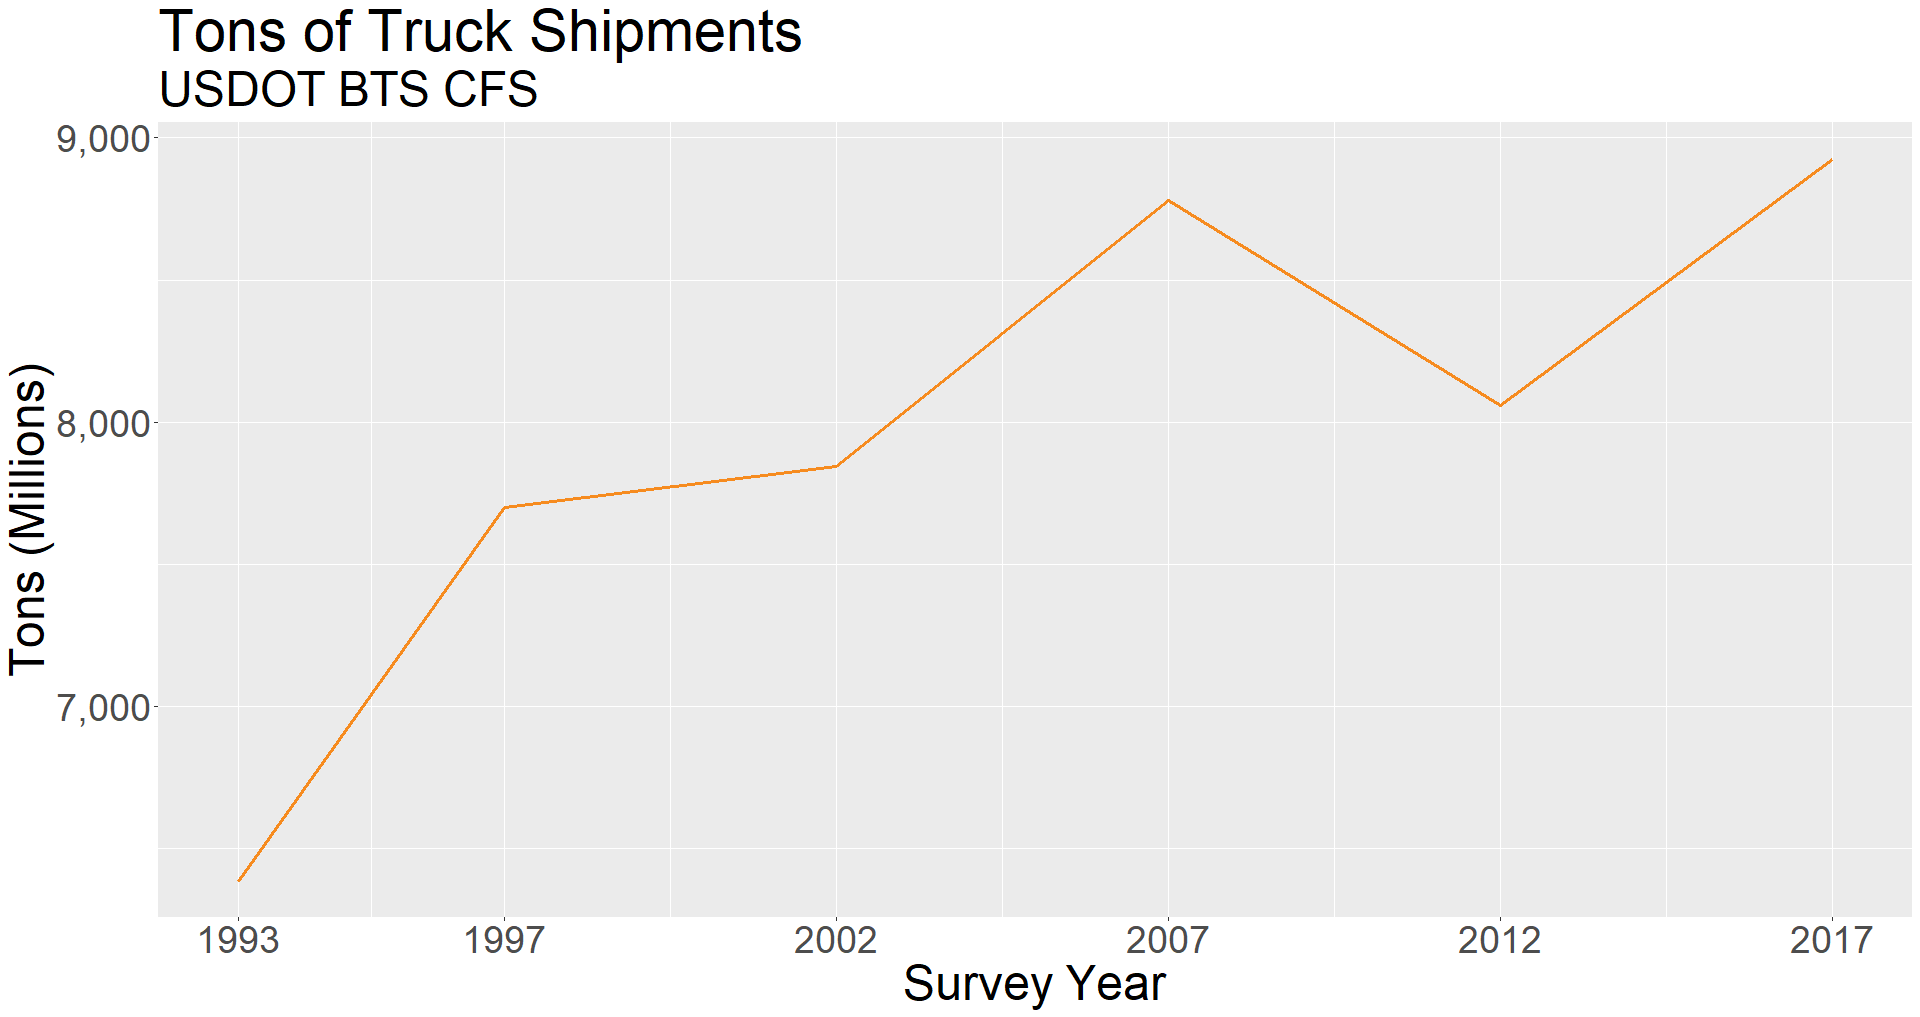 Tons of Truck Shipments
USDOT BTS CFS
Tons (Millions)
9,000
8,000
7,000
1993 1997 2002 2007 2012 2017
Survey Year